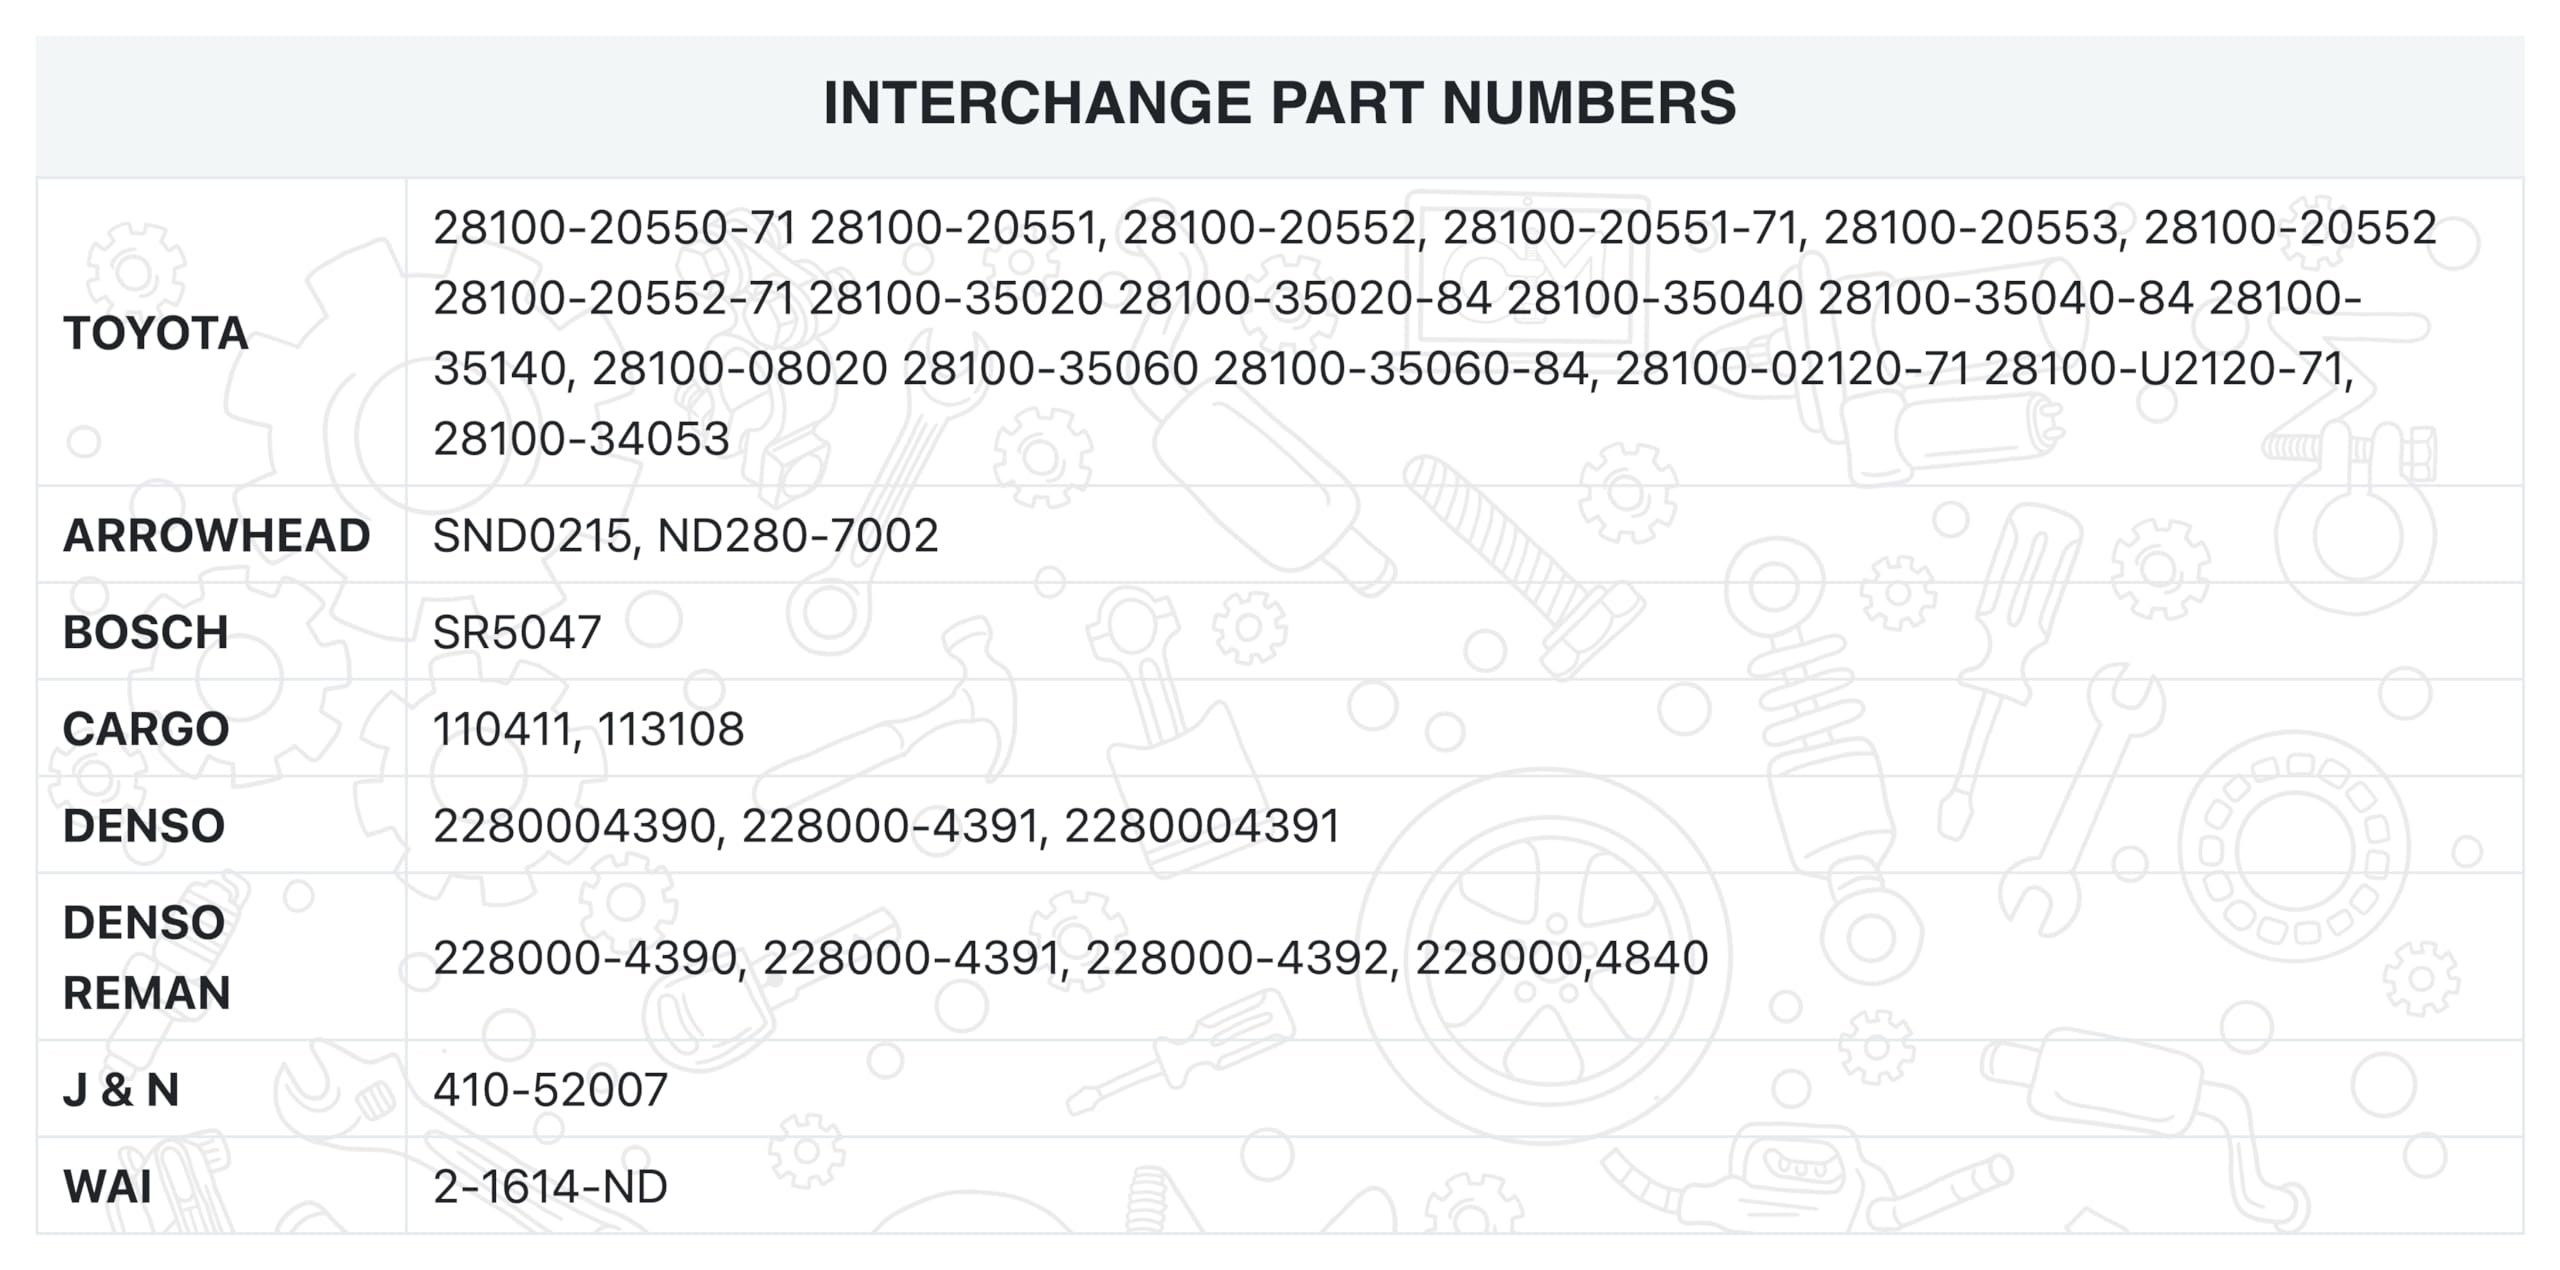 INTERCHANGE PART NUMBERS
TOYOTA
28100-20550-71 28100-20551, 28100-20552, 28100-20551-71, 28100-20553, 28100-20552
28100-20552-71 28100-35020 28100-35020-84 28100-35040 28100-35040-84 28100-
35140, 28100-08020 28100-35060 28100-35060-84, 28100-02120-71 28100-U2120-71,
28100-34053
ARROWHEAD
SND0215, ND280-7002
BOSCH
SR5047
CARGO
110411, 113108
DENSO
2280004390, 228000-4391, 2280004391
DENSO
REMAN
228000-4390, 228000-4391, 228000-4392, 228000,4840
J & N
410-52007
WAI
2-1614-ND